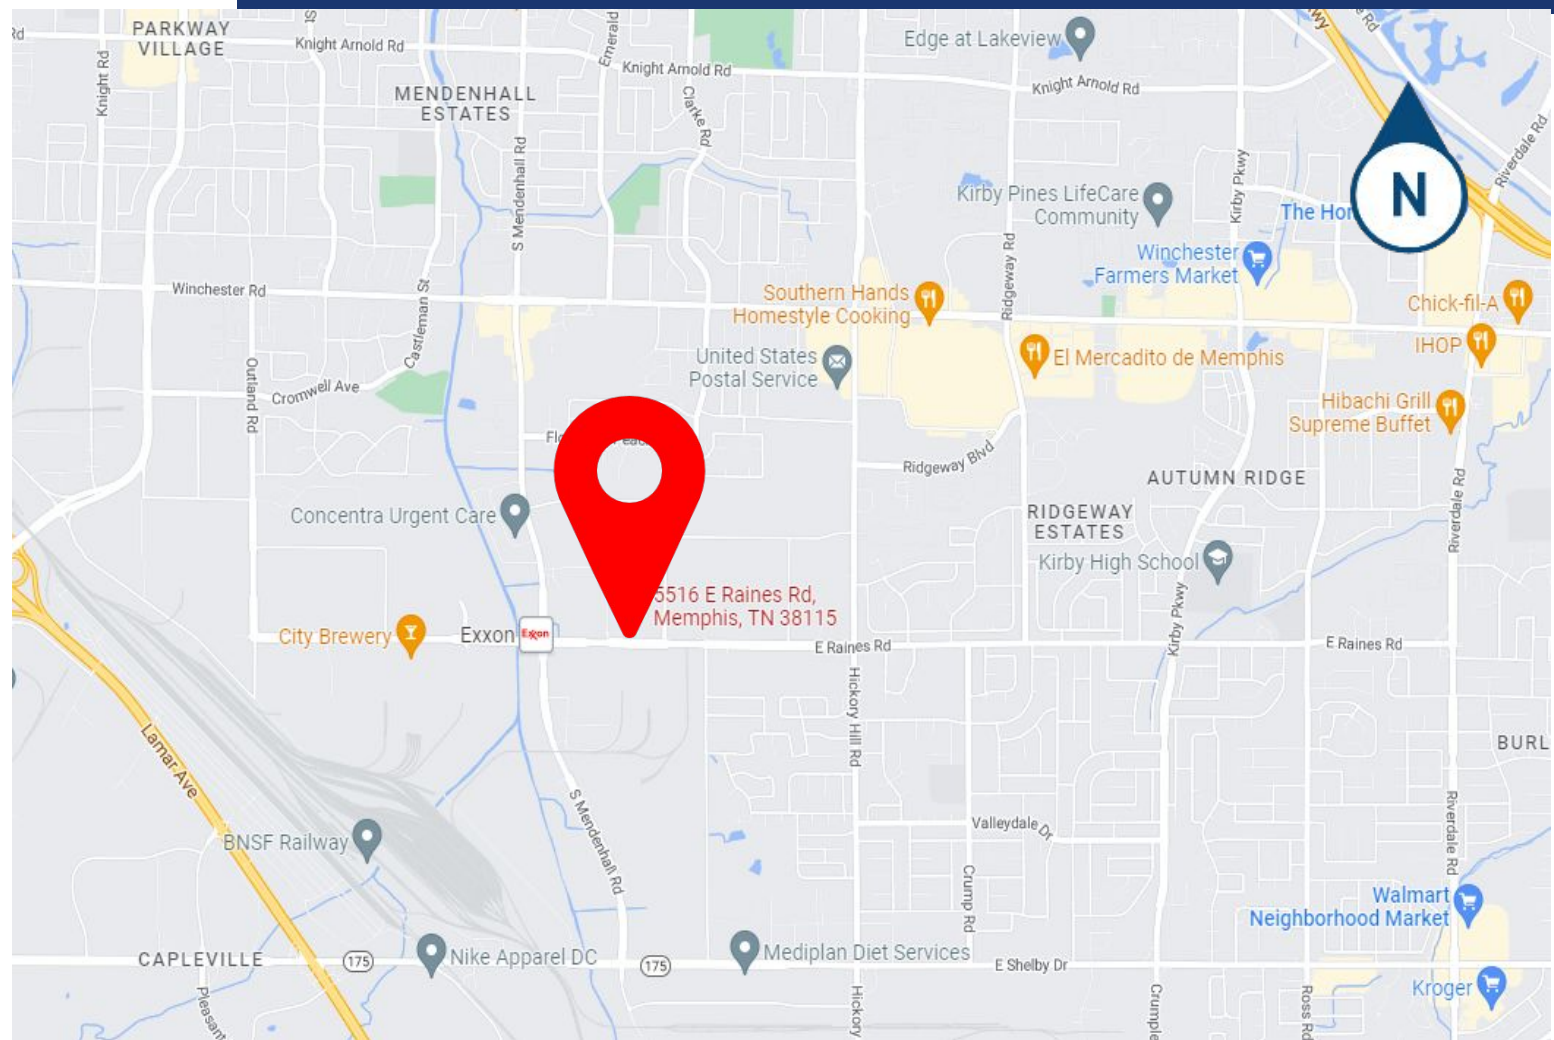 PARKWAY
VILLAGE
Knight Arnold Rd
Knight Rd
MENDENHALL
ESTATES
Emerald
Knight Arnold Rd
Clarke Rd
Edge at Lakeview
Knight Arnold Rd
Riverdale Rd
S Mendenhall Rd
Kirby Pines LifeCare
Community
Kirby Pkwy
N
Ridgeway Rd
Winchester
Farmers Market
Winchester Rd
Castleman St
Southern Hands
Homestyle Cooking
Chick-fil-A
IHOP
United States
Postal Service
El Mercadito de Memphis
Outland Rd
Cromwell Ave
Hibachi Grill
Supreme Buffet
Ridgeway Blvd
AUTUMN RIDGE
Riverdale Rd
Concentra Urgent Care
RIDGEWAY
ESTATES
Kirby High School
5516 E Raines Rd,
Memphis, TN 38115
Kirby Pkwy
City Brewery
Exxon
Exxon
E Raines Rd
E Raines Rd
Hickory Hill Rd
Lamar Ave
BURL
S Mendenhall Rd
BNSF Railway
Valleydale Dr
Riverdale Rd
Crump Rd
Walmart
Neighborhood Market
CAPLEVILLE
175
Nike Apparel DC
175
Mediplan Diet Services
E Shelby Dr
Kroger
Pleasant
Hickory
Crumple
Ross Rd